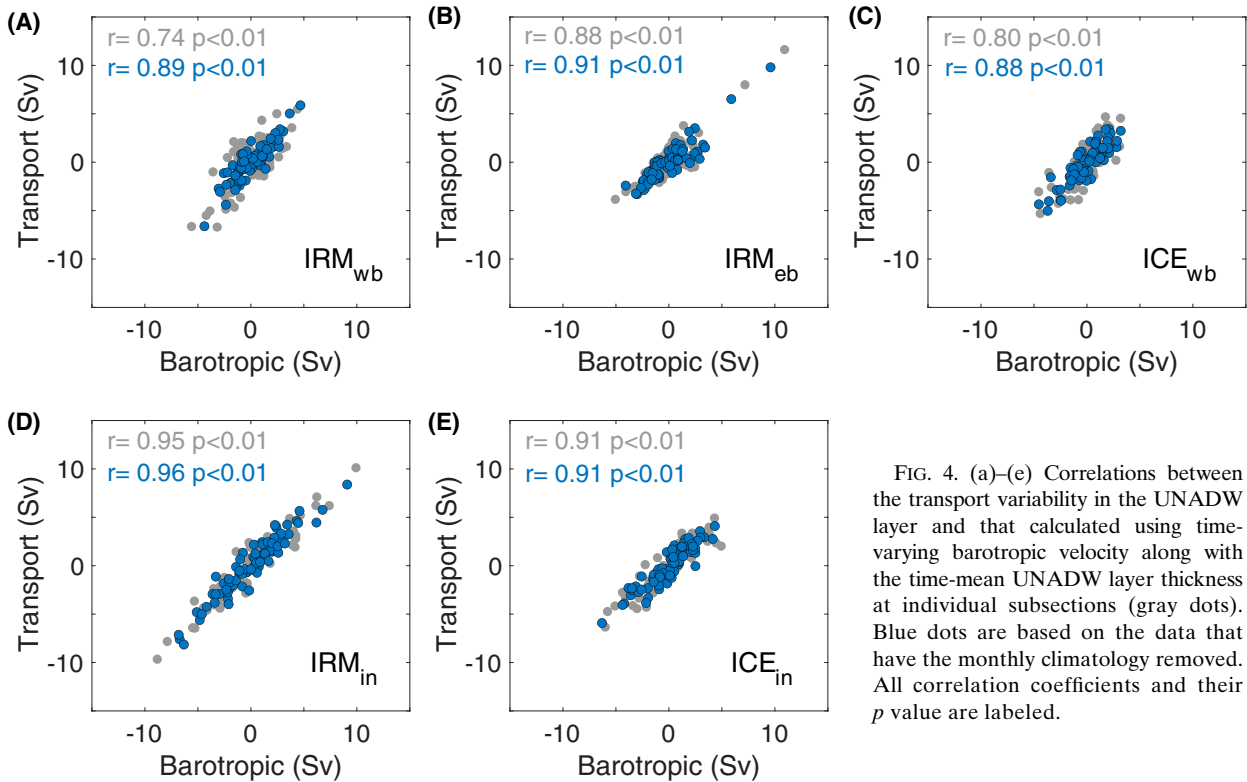 (A)
r= 0.74 p<0.01
r= 0.89 p<0.01
10
0
-10
Transport (Sv)
IRMwb
-10 0 10
Barotropic (Sv)
(B)
r= 0.88 p<0.01
r= 0.91 p<0.01
10
0
-10
Transport (Sv)
IRMeb
-10 0 10
Barotropic (Sv)
(C)
r= 0.80 p<0.01
r= 0.88 p<0.01
10
0
-10
Transport (Sv)
ICEwb
-10 0 10
Barotropic (Sv)
(D)
r= 0.95 p<0.01
r= 0.96 p<0.01
10
0
-10
Transport (Sv)
IRMin
-10 0 10
Barotropic (Sv)
(E)
r= 0.91 p<0.01
r= 0.91 p<0.01
10
0
-10
Transport (Sv)
ICEin
-10 0 10
Barotropic (Sv)
FIG. 4. (a)–(e) Correlations between
the transport variability in the UNADW
layer and that calculated using time-
varying barotropic velocity along with
the time-mean UNADW layer thickness
at individual subsections (gray dots).
Blue dots are based on the data that
have the monthly climatology removed.
All correlation coefficients and their
p value are labeled.